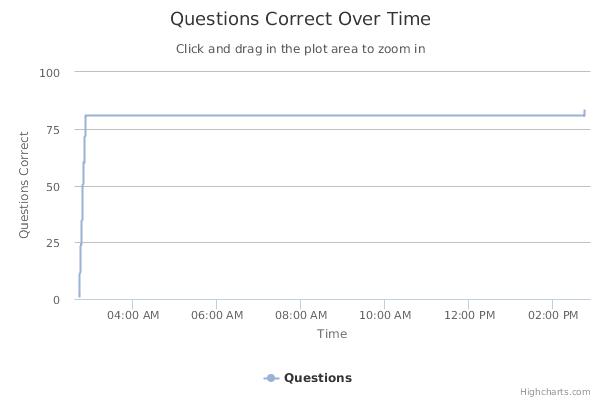 Questions Correct Over Time
Click and drag in the plot area to zoom in
100
75
50
25
0
Questions Correct
04:00 AM 06:00 AM 08:00 AM 10:00 AM 12:00 PM 02:00 PM
Time
Questions
Highcharts.com